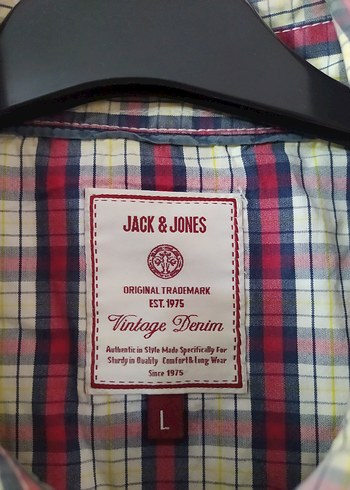 JACK & JONES
ORIGINAL TRADEMARK
EST. 1975
Vintage Denim
Authentic in Style Made Specifically For
Sturdy in Quality Comfort & Long Wear
Since 1975
L